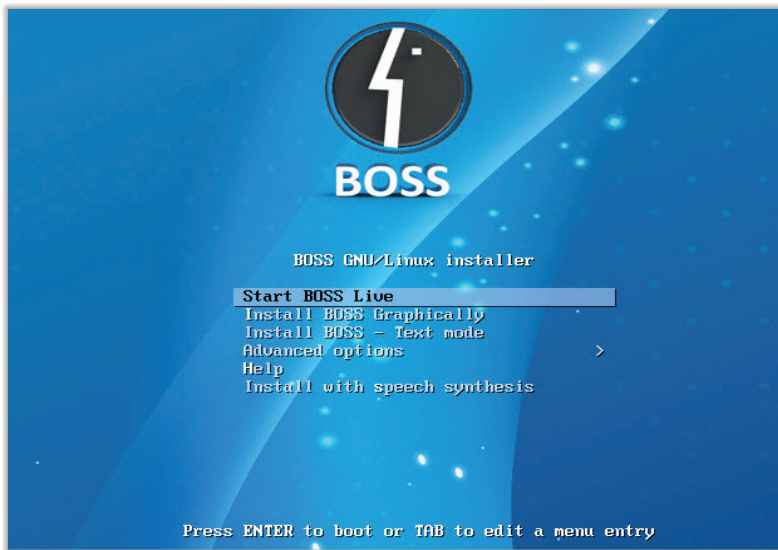 BOSS
BOSS GNU/Linux installer
Start BOSS Live
Install BOSS Graphically
Install BOSS - Text mode
Advanced options >
Help
Install with speech synthesis
Press ENTER to boot or TAB to edit a menu entry